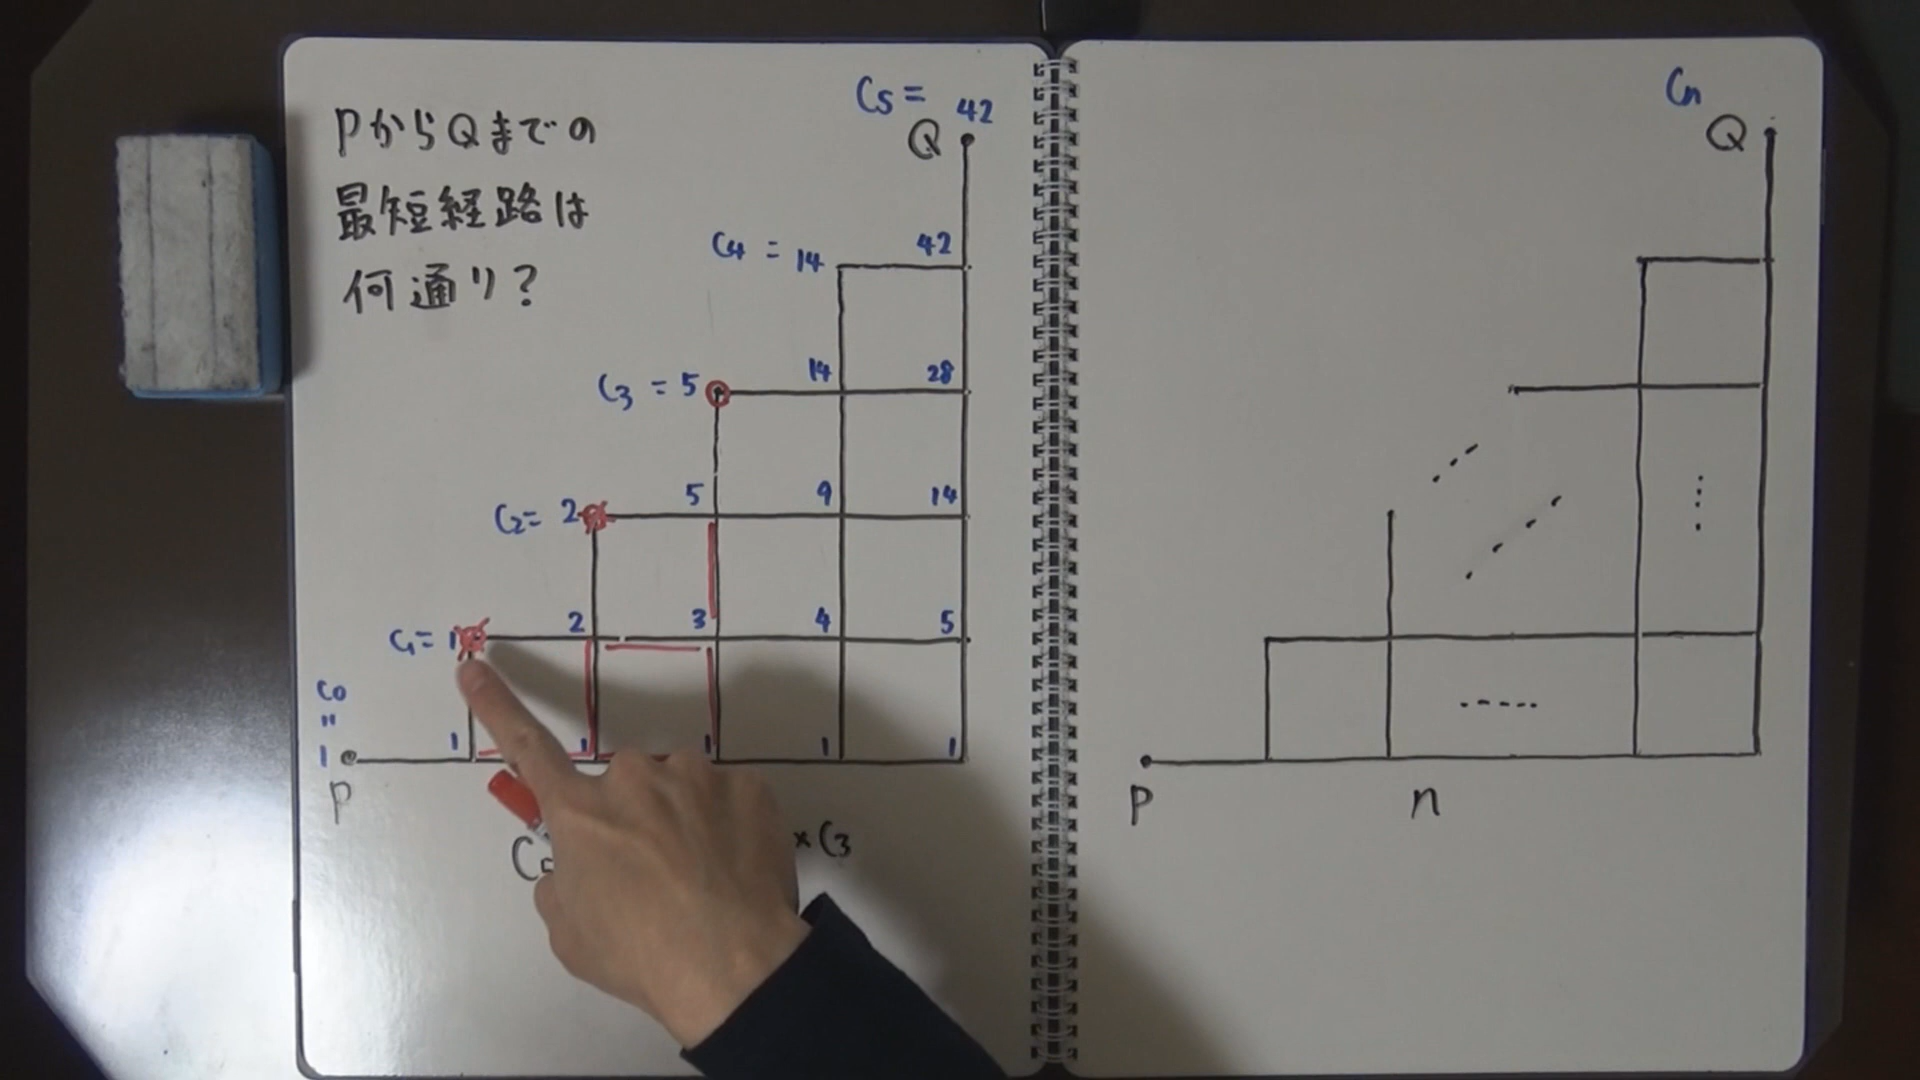 PからQまでの
最短経路は
何通り?
C5 = 42
Q
C4 = 14 42
14 28
C3 = 5
5 9 14
C2 = 2
2 3 4 5
C1 = 1
C0
"
1 1 1 1 1 1
P
C0
×C3
Cn
Q
P
n